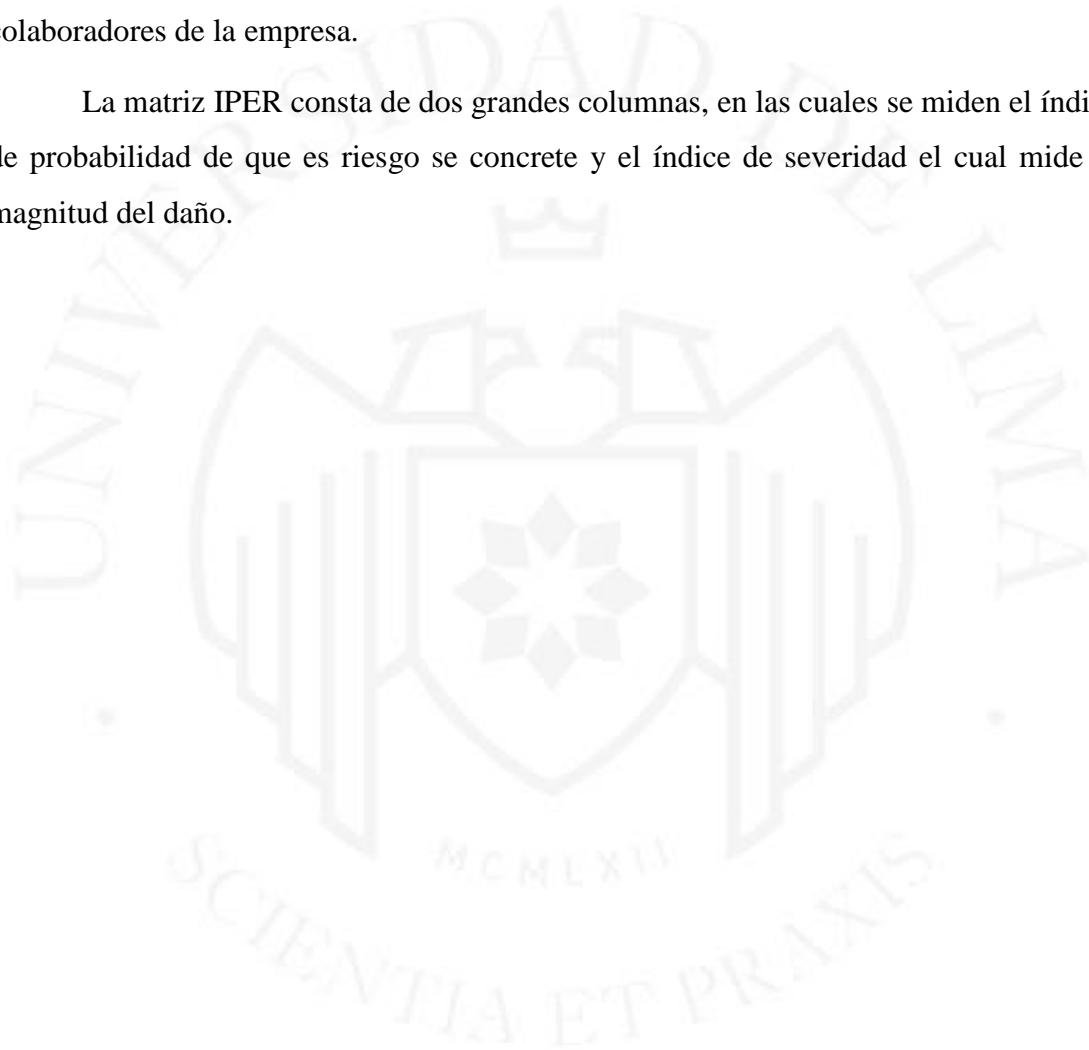 colaboradores de la empresa.
La matriz IPER consta de dos grandes columnas, en las cuales se miden el índi
de probabilidad de que es riesgo se concrete y el índice de severidad el cual mide
magnitud del daño.
UNIVERSIDAD DE LIMA
MCMLXII
SCIENTIA ET PRAXIS